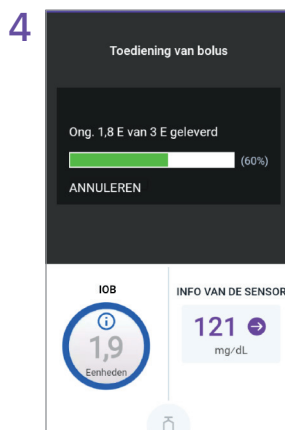 4
Toediening van bolus
Ong. 1,8 E van 3 E geleverd
(60%)
ANNULEREN
IOB
INFO VAN DE SENSOR
1,9
Eenheden
121
mg/dL